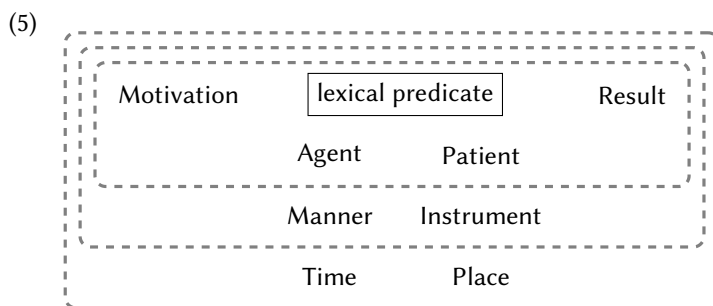 (5)
Motivation lexical predicate Result
Agent Patient
Manner Instrument
Time Place